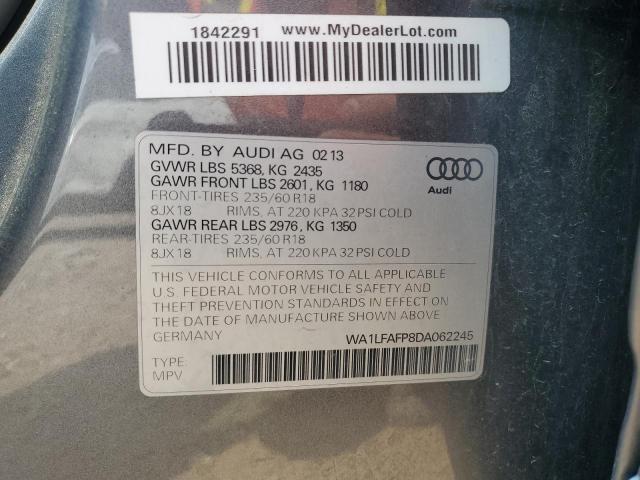 1842291 www.MyDealerLot.com
MFD. BY AUDI AG 02 13
GVWR LBS 5368, KG 2435
GAWR FRONT LBS 2601, KG 1180
FRONT-TIRES 235/60 R18
8JX18 RIMS, AT 220 KPA 32 PSI COLD
GAWR REAR LBS 2976, KG 1350
REAR-TIRES 235/60 R18
8JX18 RIMS, AT 220 KPA 32 PSI COLD
Audi
THIS VEHICLE CONFORMS TO ALL APPLICABLE
U.S. FEDERAL MOTOR VEHICLE SAFETY AND
THEFT PREVENTION STANDARDS IN EFFECT ON
THE DATE OF MANUFACTURE SHOWN ABOVE.
GERMANY WA1LFAFP8DA062245
TYPE:
MPV